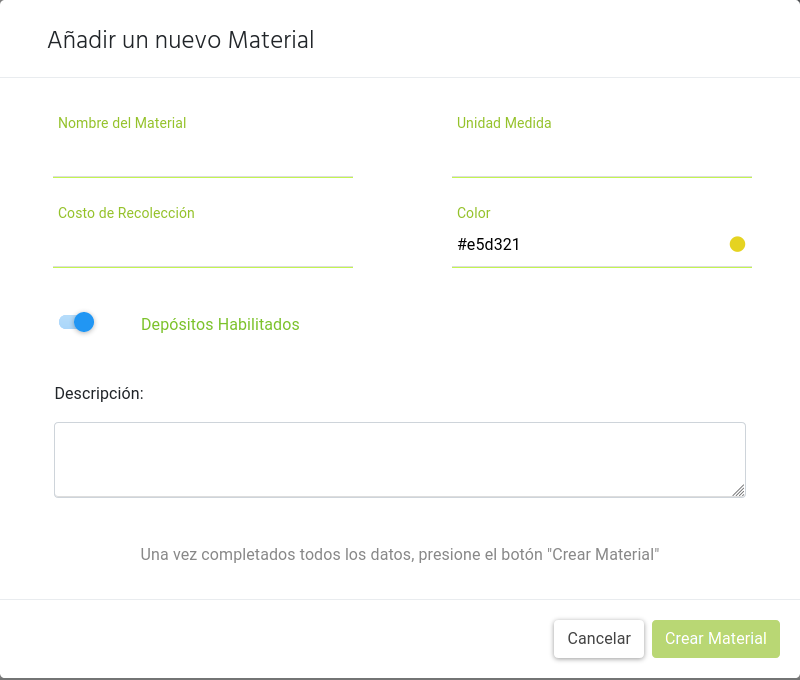 Añadir un nuevo Material
Nombre del Material
Unidad Medida
Costo de Recolección
Color
#e5d321
Depósitos Habilitados
Descripción:
Una vez completados todos los datos, presione el botón "Crear Material"
Cancelar
Crear Material